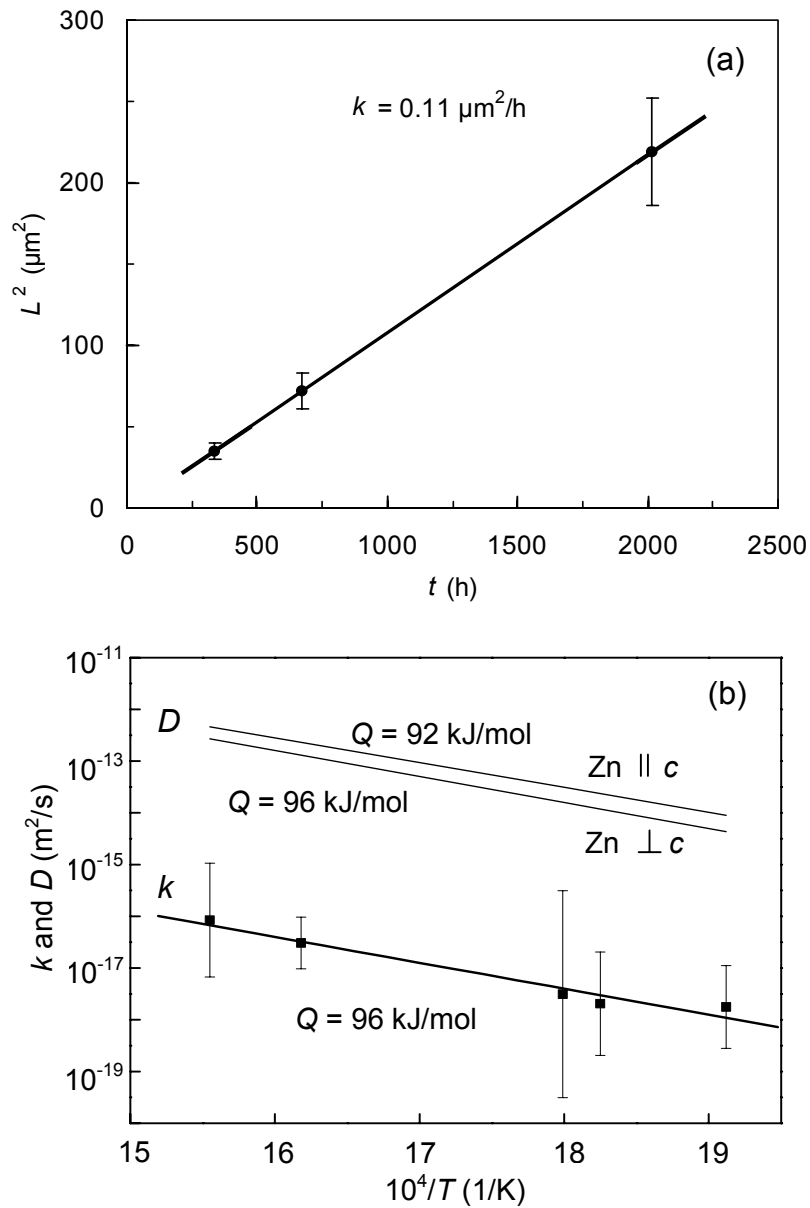 (a)
k = 0.11 µm²/h
300
200
100
0
L ² (µm²)
0 500 1000 1500 2000 2500
t (h)
(b)
10⁻¹¹
10⁻¹³
10⁻¹⁵
10⁻¹⁷
10⁻¹⁹
k and D (m²/s)
D
Q = 92 kJ/mol
Zn || c
Q = 96 kJ/mol
Zn ⊥ c
k
Q = 96 kJ/mol
15 16 17 18 19
10⁴/T (1/K)